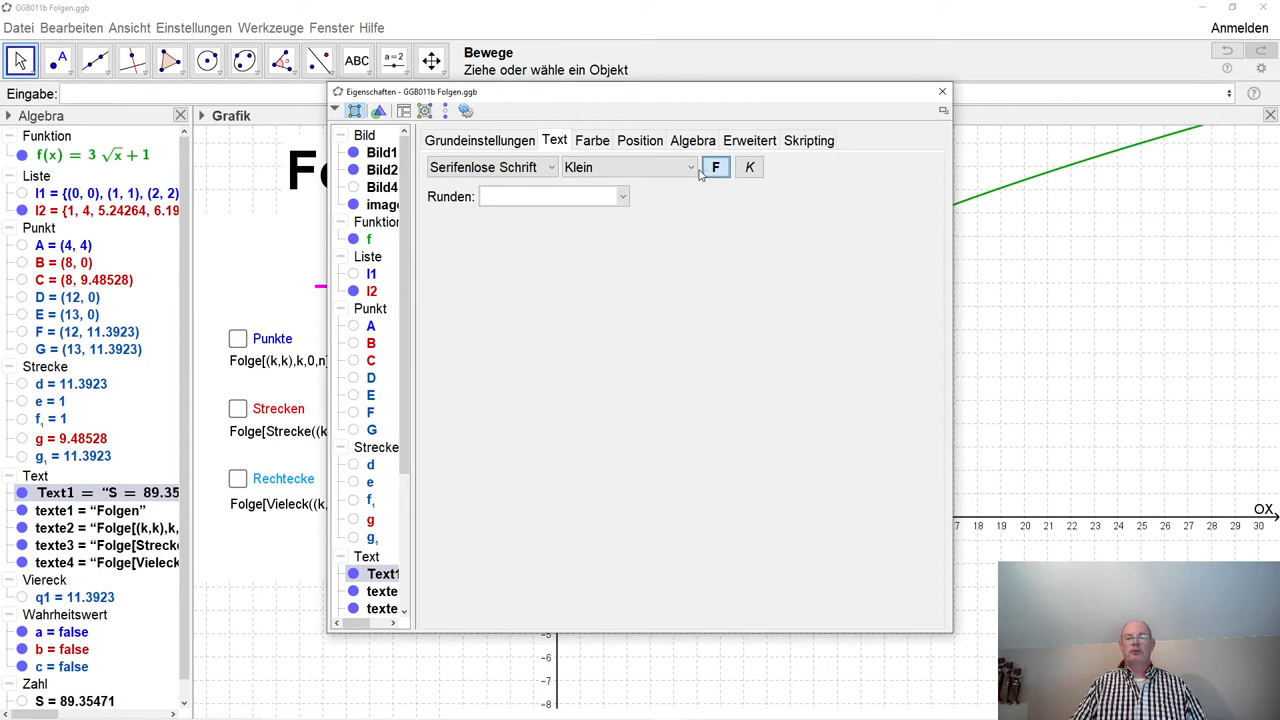 GGB011b Folgen.ggb
Datei Bearbeiten Ansicht Einstellungen Werkzeuge Fenster Hilfe
Anmelden
ABC
a=2
Bewege
Ziehe oder wähle ein Objekt
Eingabe:
Algebra
Funktion
f(x) = 3 √x + 1
Liste
l1 = {(0, 0), (1, 1), (2, 2)
l2 = {1, 4, 5.24264, 6.19
Punkt
A = (4, 4)
B = (8, 0)
C = (8, 9.48528)
D = (12, 0)
E = (13, 0)
F = (12, 11.3923)
G = (13, 11.3923)
Strecke
d = 11.3923
e = 1
f₁ = 1
g = 9.48528
g₁ = 11.3923
Text
Text1 = “S = 89.35
texte1 = “Folgen”
texte2 = “Folge[(k,k),k,
texte3 = “Folge[Strecke
texte4 = “Folge[Vieleck
Viereck
q1 = 11.3923
Wahrheitswert
a = false
b = false
c = false
Zahl
S = 89.35471
Grafik
Punkte
Folge[(k,k),k,0,n]
Strecken
Folge[Strecke((k
Rechtecke
Folge[Vieleck((k,
Eigenschaften - GGB011b Folgen.ggb
Bild
Bild1
Bild2
Bild4
image
Funktion
f
Liste
l1
l2
Punkt
A
B
C
D
E
F
G
Strecke
d
e
f₁
g
g₁
Text
Text1
texte
texte
Grundeinstellungen Text Farbe Position Algebra Erweitert Skripting
Serifenlose Schrift Klein F K
Runden:
OX
17 18 19 20 21 22 23 24 25 26 27 28 29 30
-5
-6
-7
-8